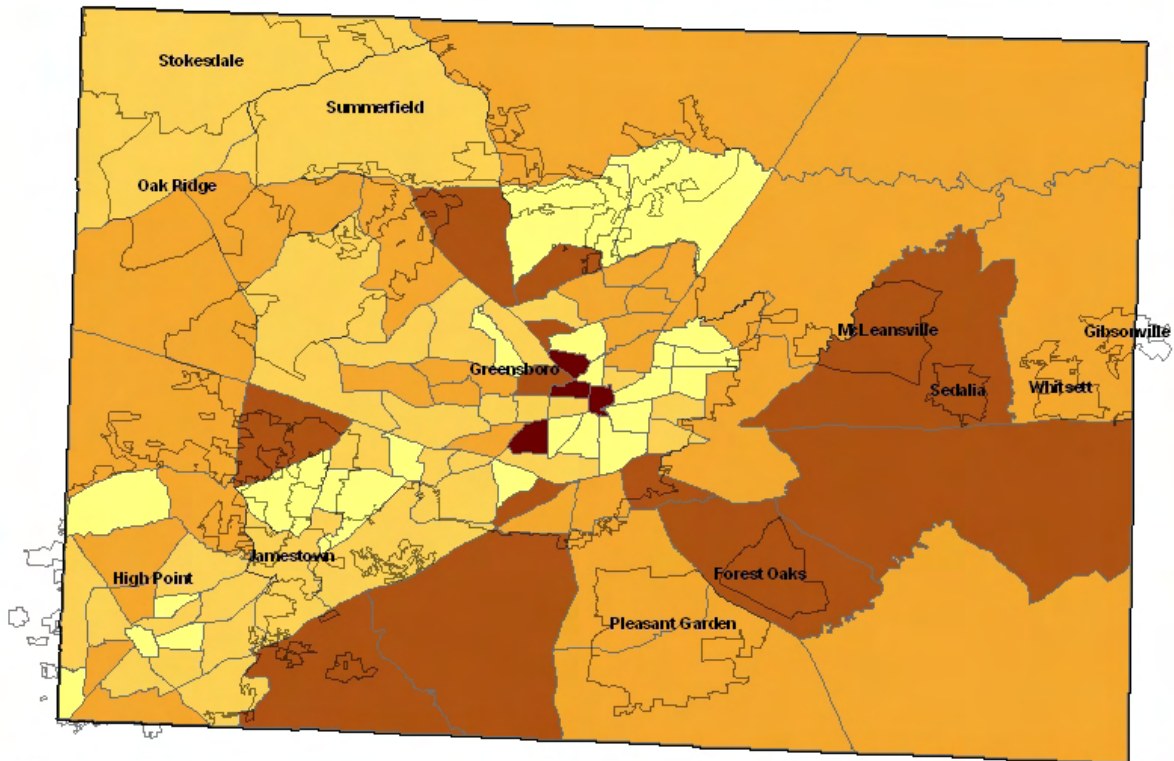 Stokesdale
Summerfield
Oak Ridge
McLeansville
Gibsonville
Greensboro
Sedalia
Whitsett
Jamestown
High Point
Forest Oaks
Pleasant Garden